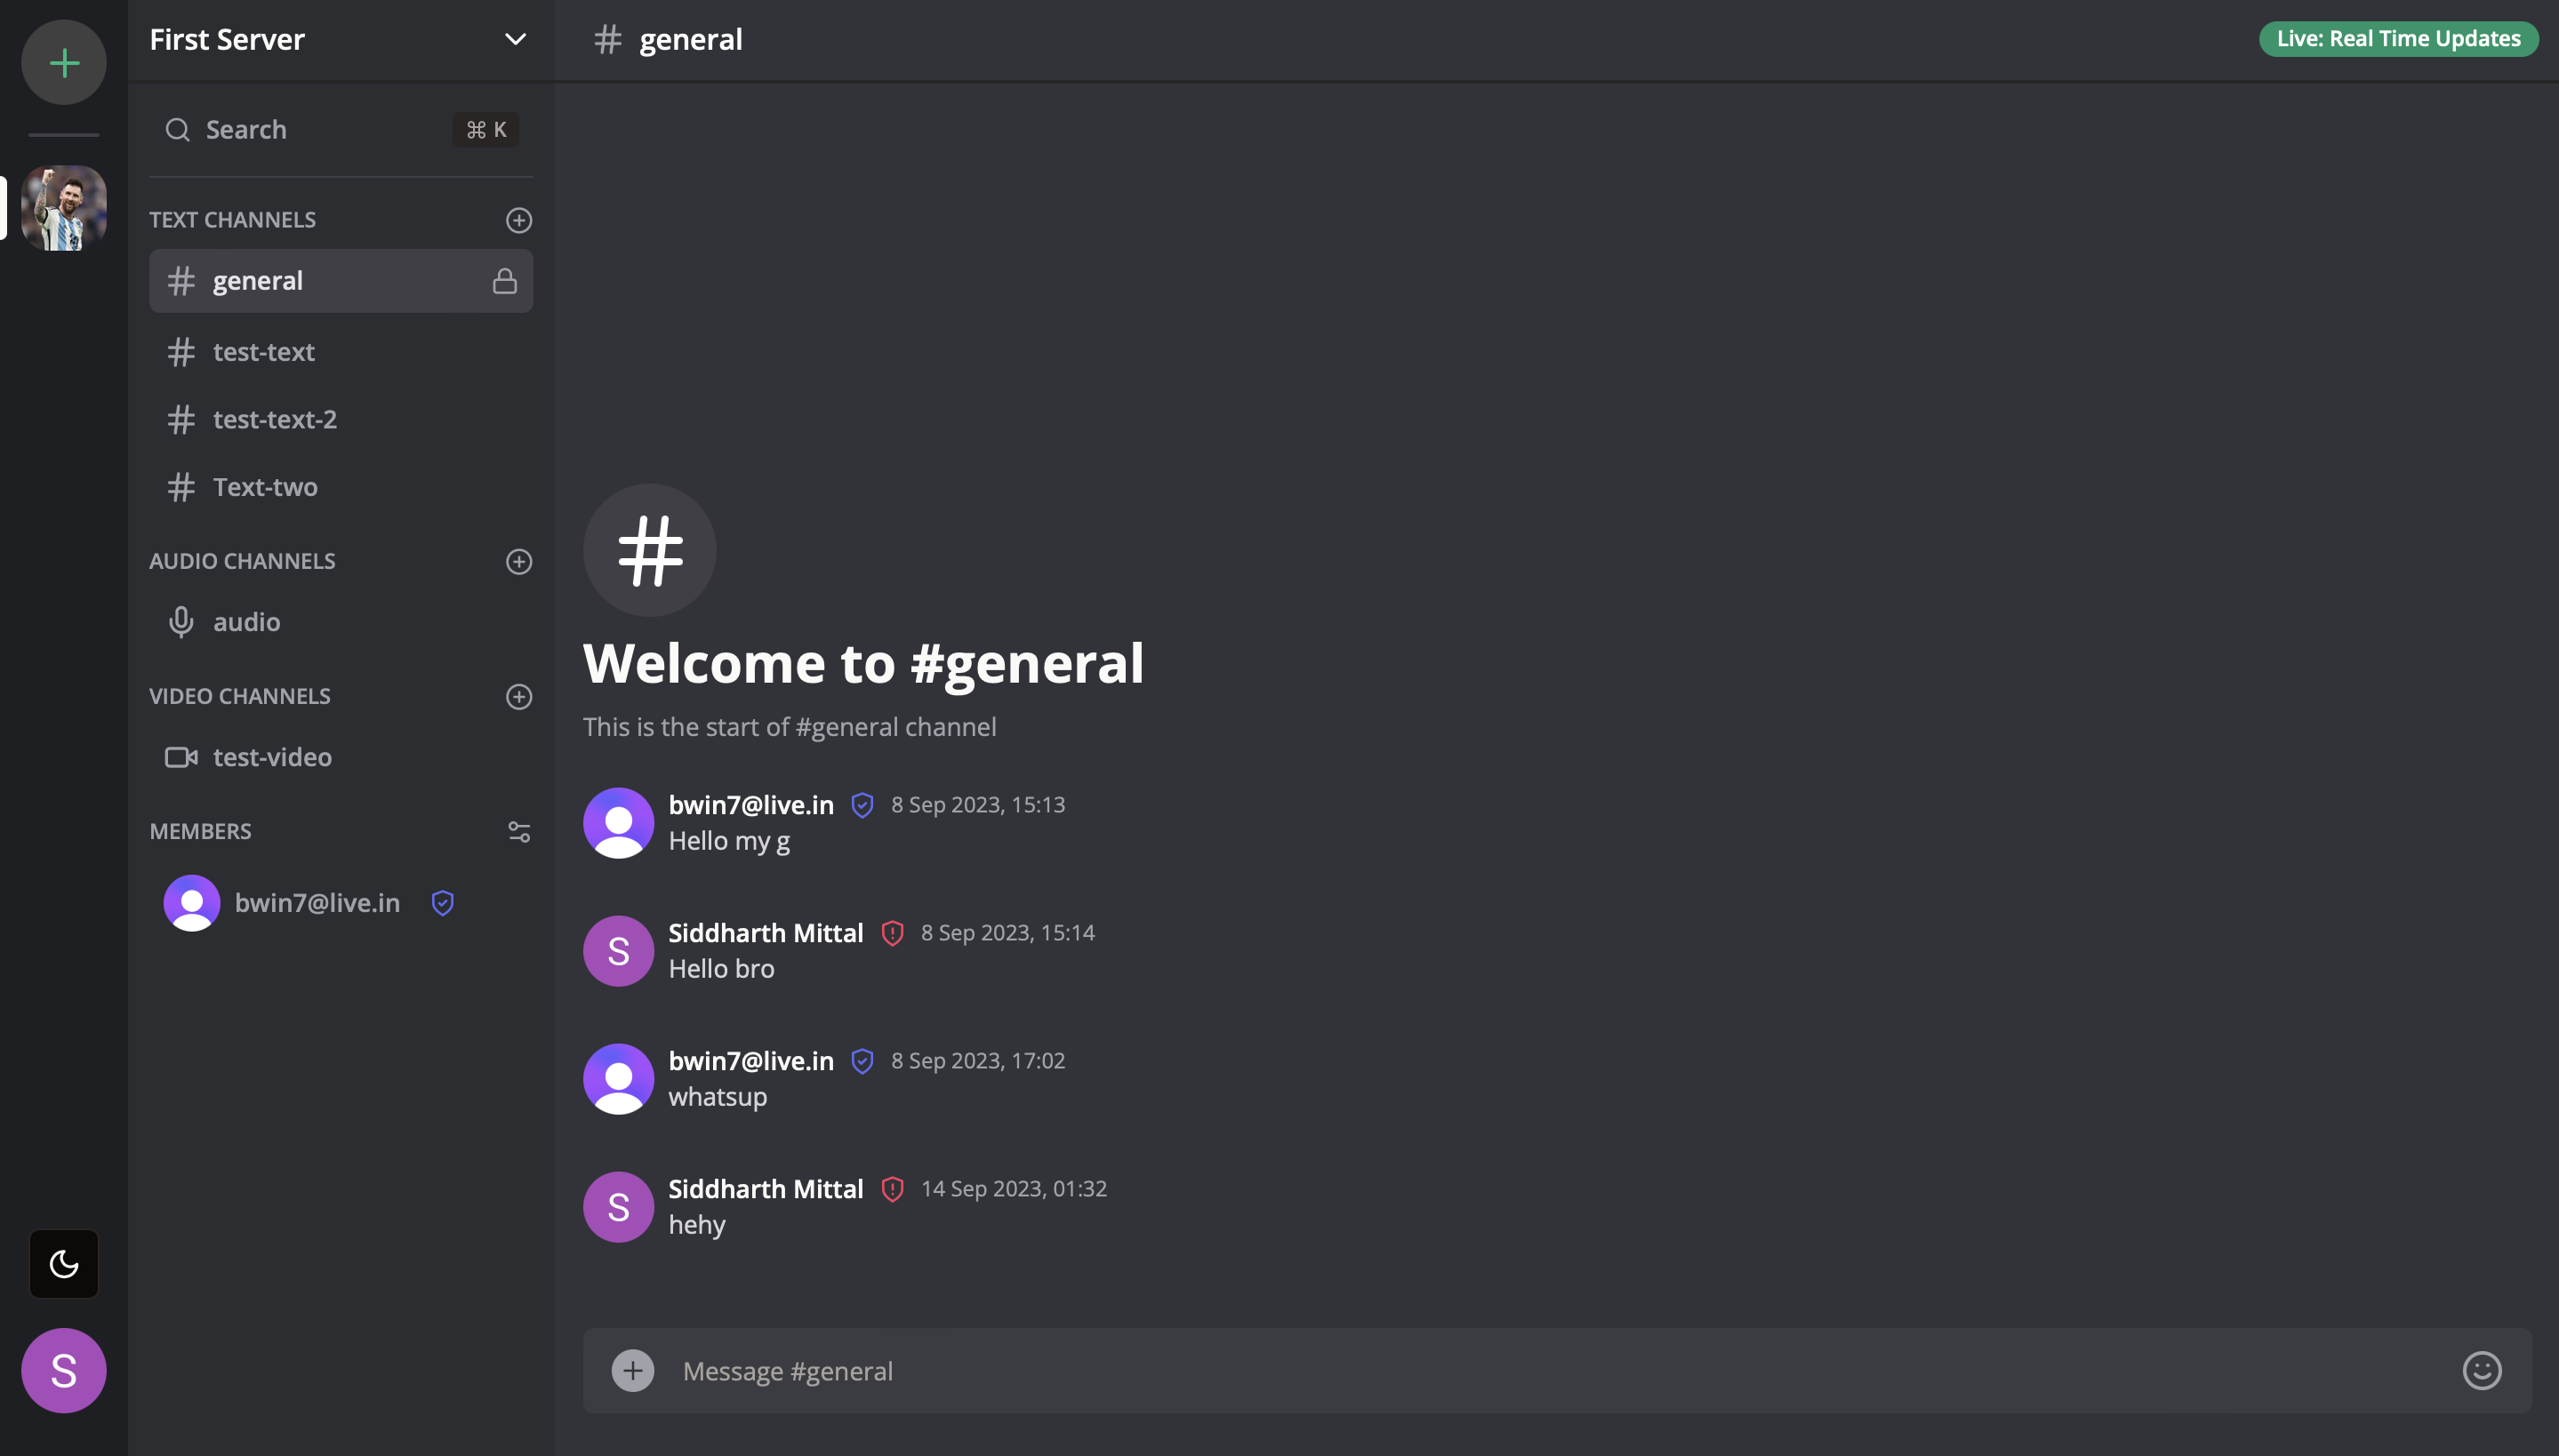 First Server
Search
⌘ K
TEXT CHANNELS
general
test-text
test-text-2
Text-two
AUDIO CHANNELS
audio
VIDEO CHANNELS
test-video
MEMBERS
bwin7@live.in
S
# general
Live: Real Time Updates
#
Welcome to #general
This is the start of #general channel
bwin7@live.in 8 Sep 2023, 15:13
Hello my g
S
Siddharth Mittal 8 Sep 2023, 15:14
Hello bro
bwin7@live.in 8 Sep 2023, 17:02
whatsup
S
Siddharth Mittal 14 Sep 2023, 01:32
hehy
Message #general